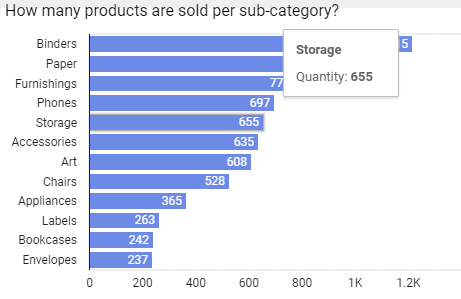 How many products are sold per sub-category?
Binders 5
Paper
Furnishings 77
Phones 697
Storage 655
Accessories 635
Art 608
Chairs 528
Appliances 365
Labels 263
Bookcases 242
Envelopes 237
0 200 400 600 800 1K 1.2K
Storage
Quantity: 655